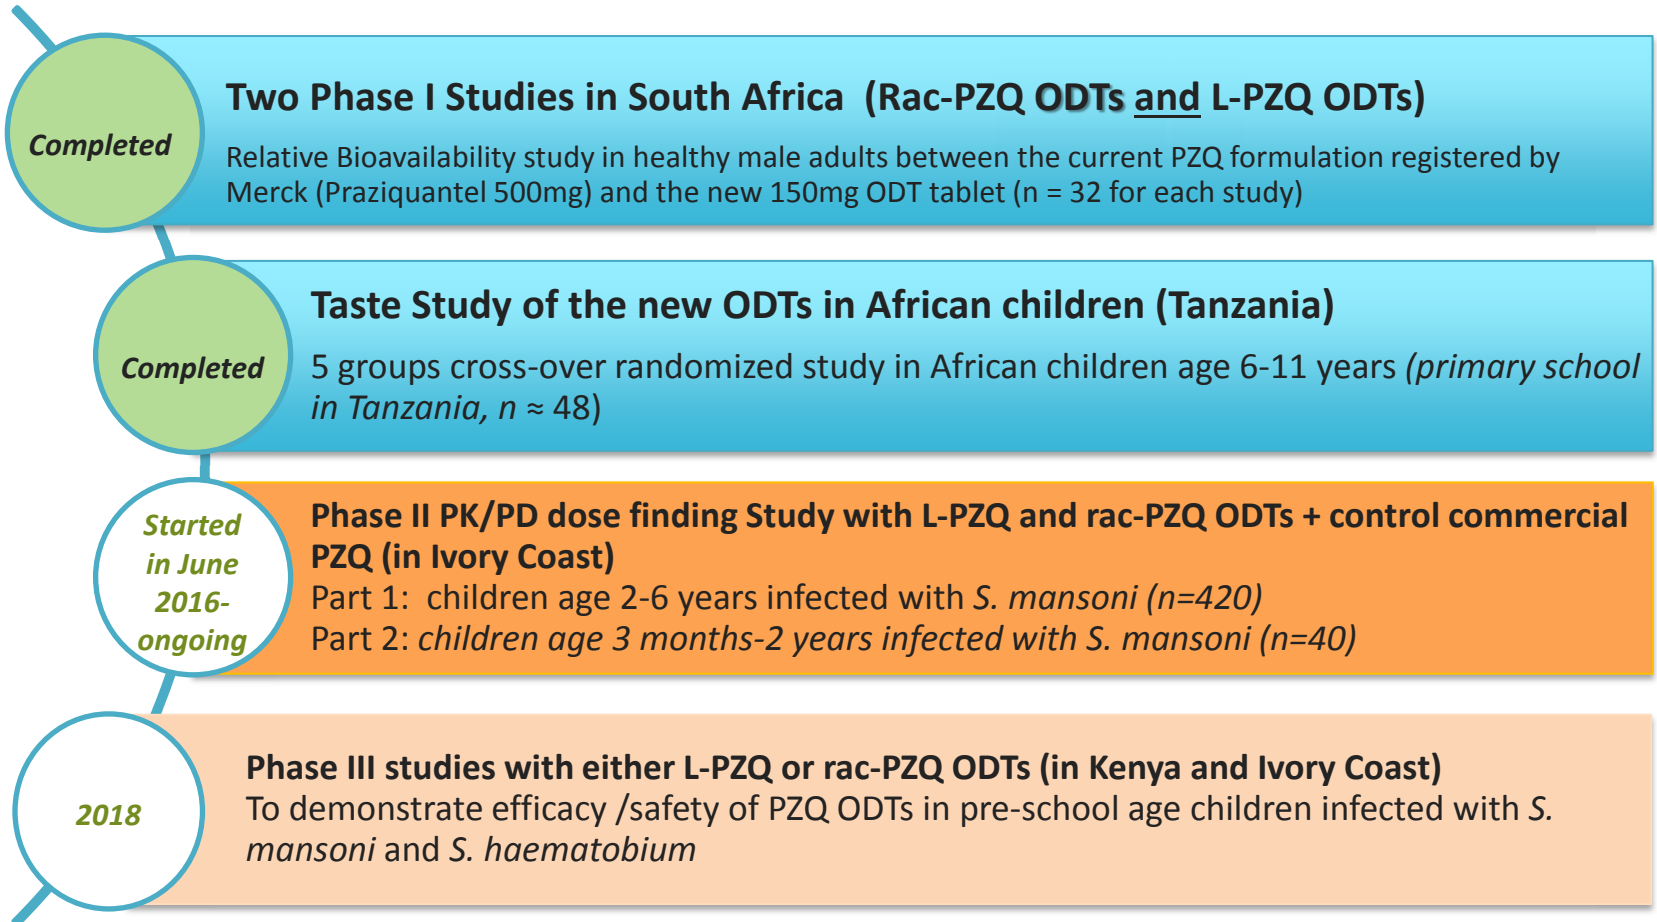 Completed
Two Phase I Studies in South Africa  (Rac-PZQ ODTs and L-PZQ ODTs)
Relative Bioavailability study in healthy male adults between the current PZQ formulation registered by
Merck (Praziquantel 500mg) and the new 150mg ODT tablet (n = 32 for each study)
Completed
Taste Study of the new ODTs in African children (Tanzania)
5 groups cross-over randomized study in African children age 6-11 years (primary school
in Tanzania, n ≈ 48)
Started
in June
2016-
ongoing
Phase II PK/PD dose finding Study with L-PZQ and rac-PZQ ODTs + control commercial
PZQ (in Ivory Coast)
Part 1:  children age 2-6 years infected with S. mansoni (n=420)
Part 2: children age 3 months-2 years infected with S. mansoni (n=40)
2018
Phase III studies with either L-PZQ or rac-PZQ ODTs (in Kenya and Ivory Coast)
To demonstrate efficacy /safety of PZQ ODTs in pre-school age children infected with S.
mansoni and S. haematobium